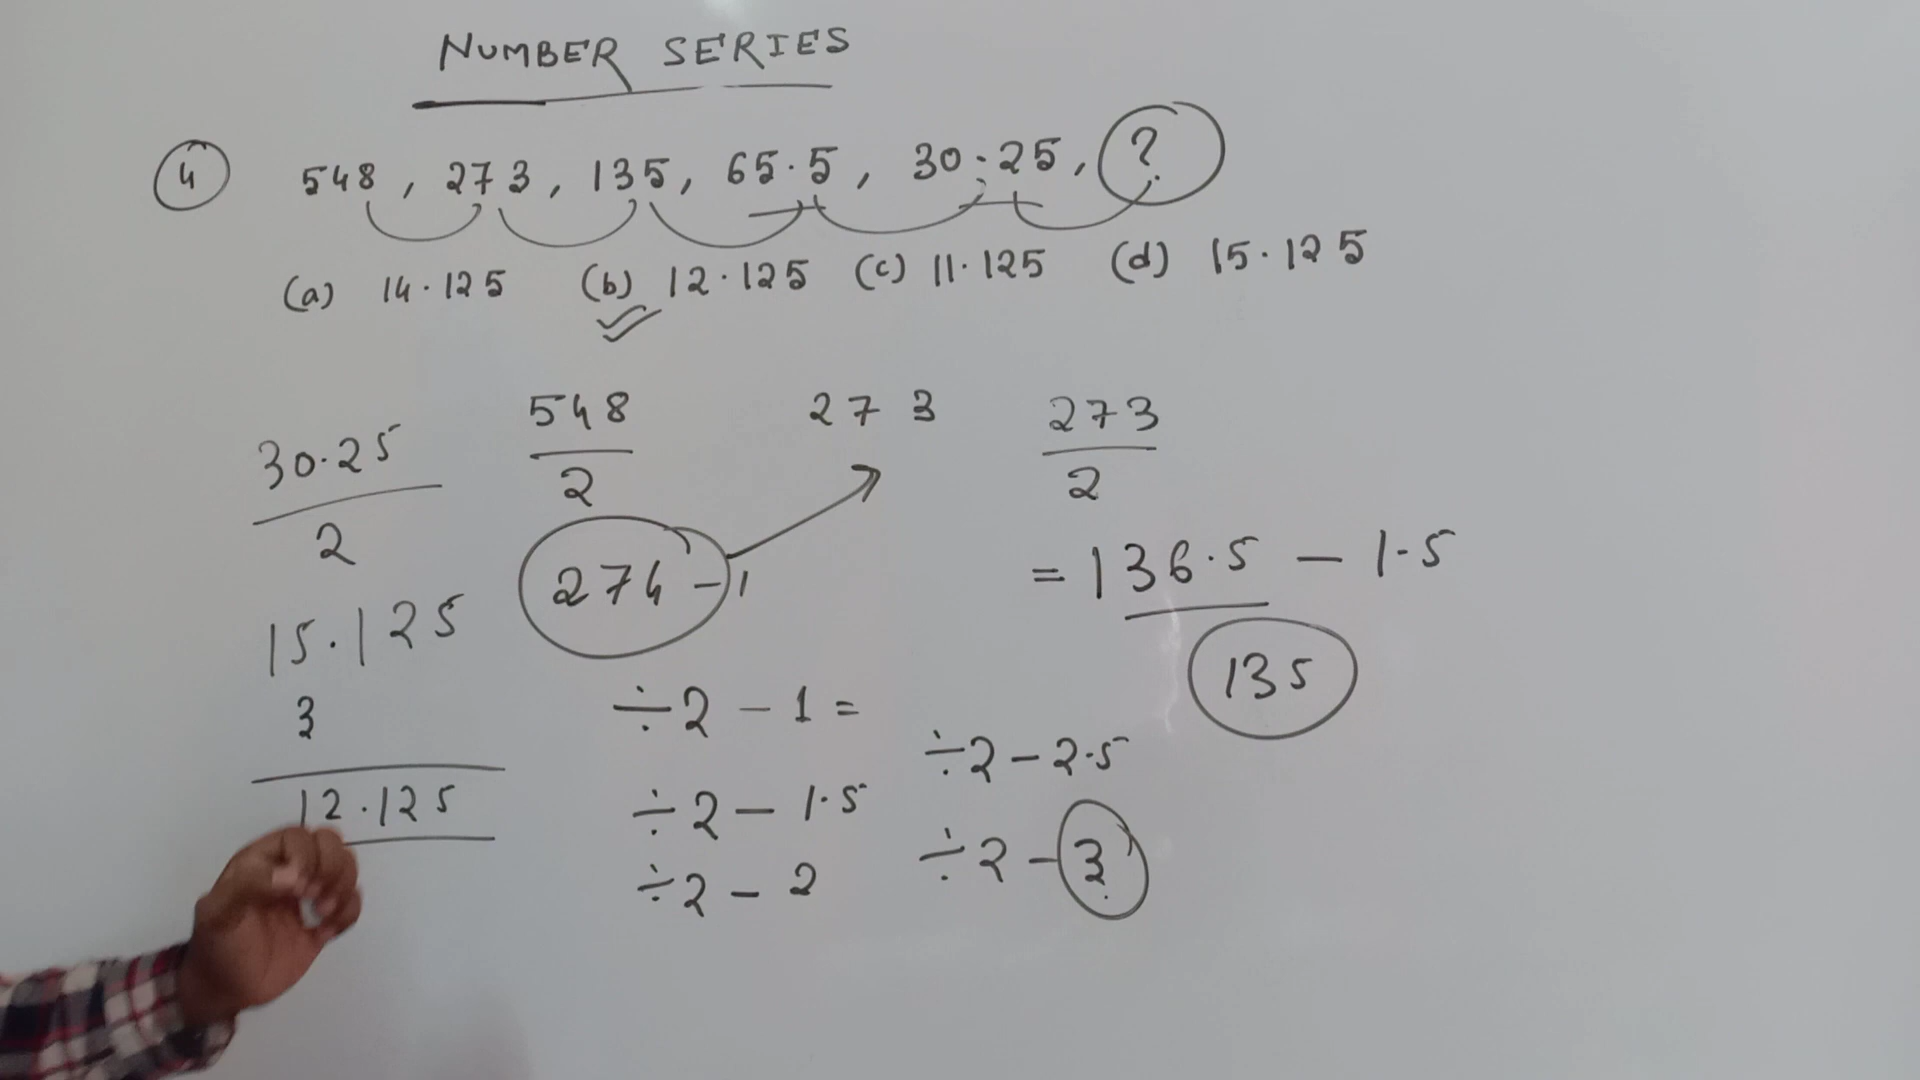 NUMBER SERIES
4 548, 273, 135, 65.5, 30.25, ?
(a) 14.125 (b) 12.125 (c) 11.125 (d) 15.125
30.25
2
15.125
3
12.125
548
2
274 - 1
273
273
2
= 136.5 - 1.5
135
÷2 - 1 =
÷2 - 1.5
÷2 - 2
÷2 - 2.5
÷2 - 3